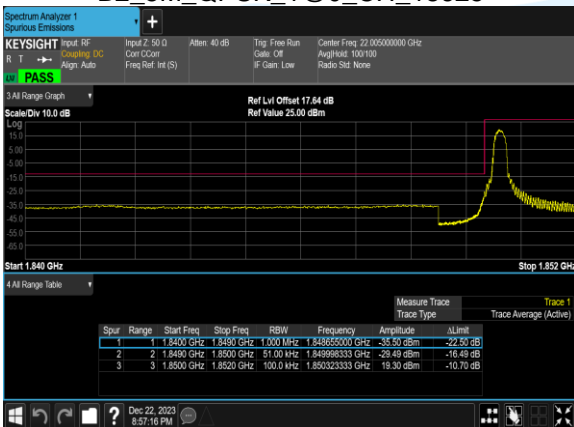 Spectrum Analyzer 1
Spurious Emissions
+
KEYSIGHT Input: RF Input Z: 50 Ω Atten: 40 dB Trig: Free Run Center Freq: 22.005000000 GHz
R T Coupling: DC Corr CCorr Gate: Off Avg|Hold: 100/100
Align: Auto Freq Ref: Int (S) IF Gain: Low Radio Std: None
PASS
3 All Range Graph
Ref Lvl Offset 17.64 dB
Scale/Div 10.0 dB Ref Value 25.00 dBm
Log
15.0
5.00
-5.00
-15.0
-25.0
-35.0
-45.0
-55.0
-65.0
Start 1.840 GHz Stop 1.852 GHz
4 All Range Table
Measure Trace Trace 1
Trace Type Trace Average (Active)
Spur Range Start Freq Stop Freq RBW Frequency Amplitude ΔLimit
1 1 1.8400 GHz 1.8490 GHz 1.000 MHz 1.848655000 GHz -35.50 dBm -22.50 dB
2 2 1.8490 GHz 1.8500 GHz 51.00 kHz 1.849998333 GHz -29.49 dBm -16.49 dB
3 3 1.8500 GHz 1.8520 GHz 100.0 kHz 1.850323333 GHz 19.30 dBm -10.70 dB
? Dec 22, 2023
8:57:16 PM